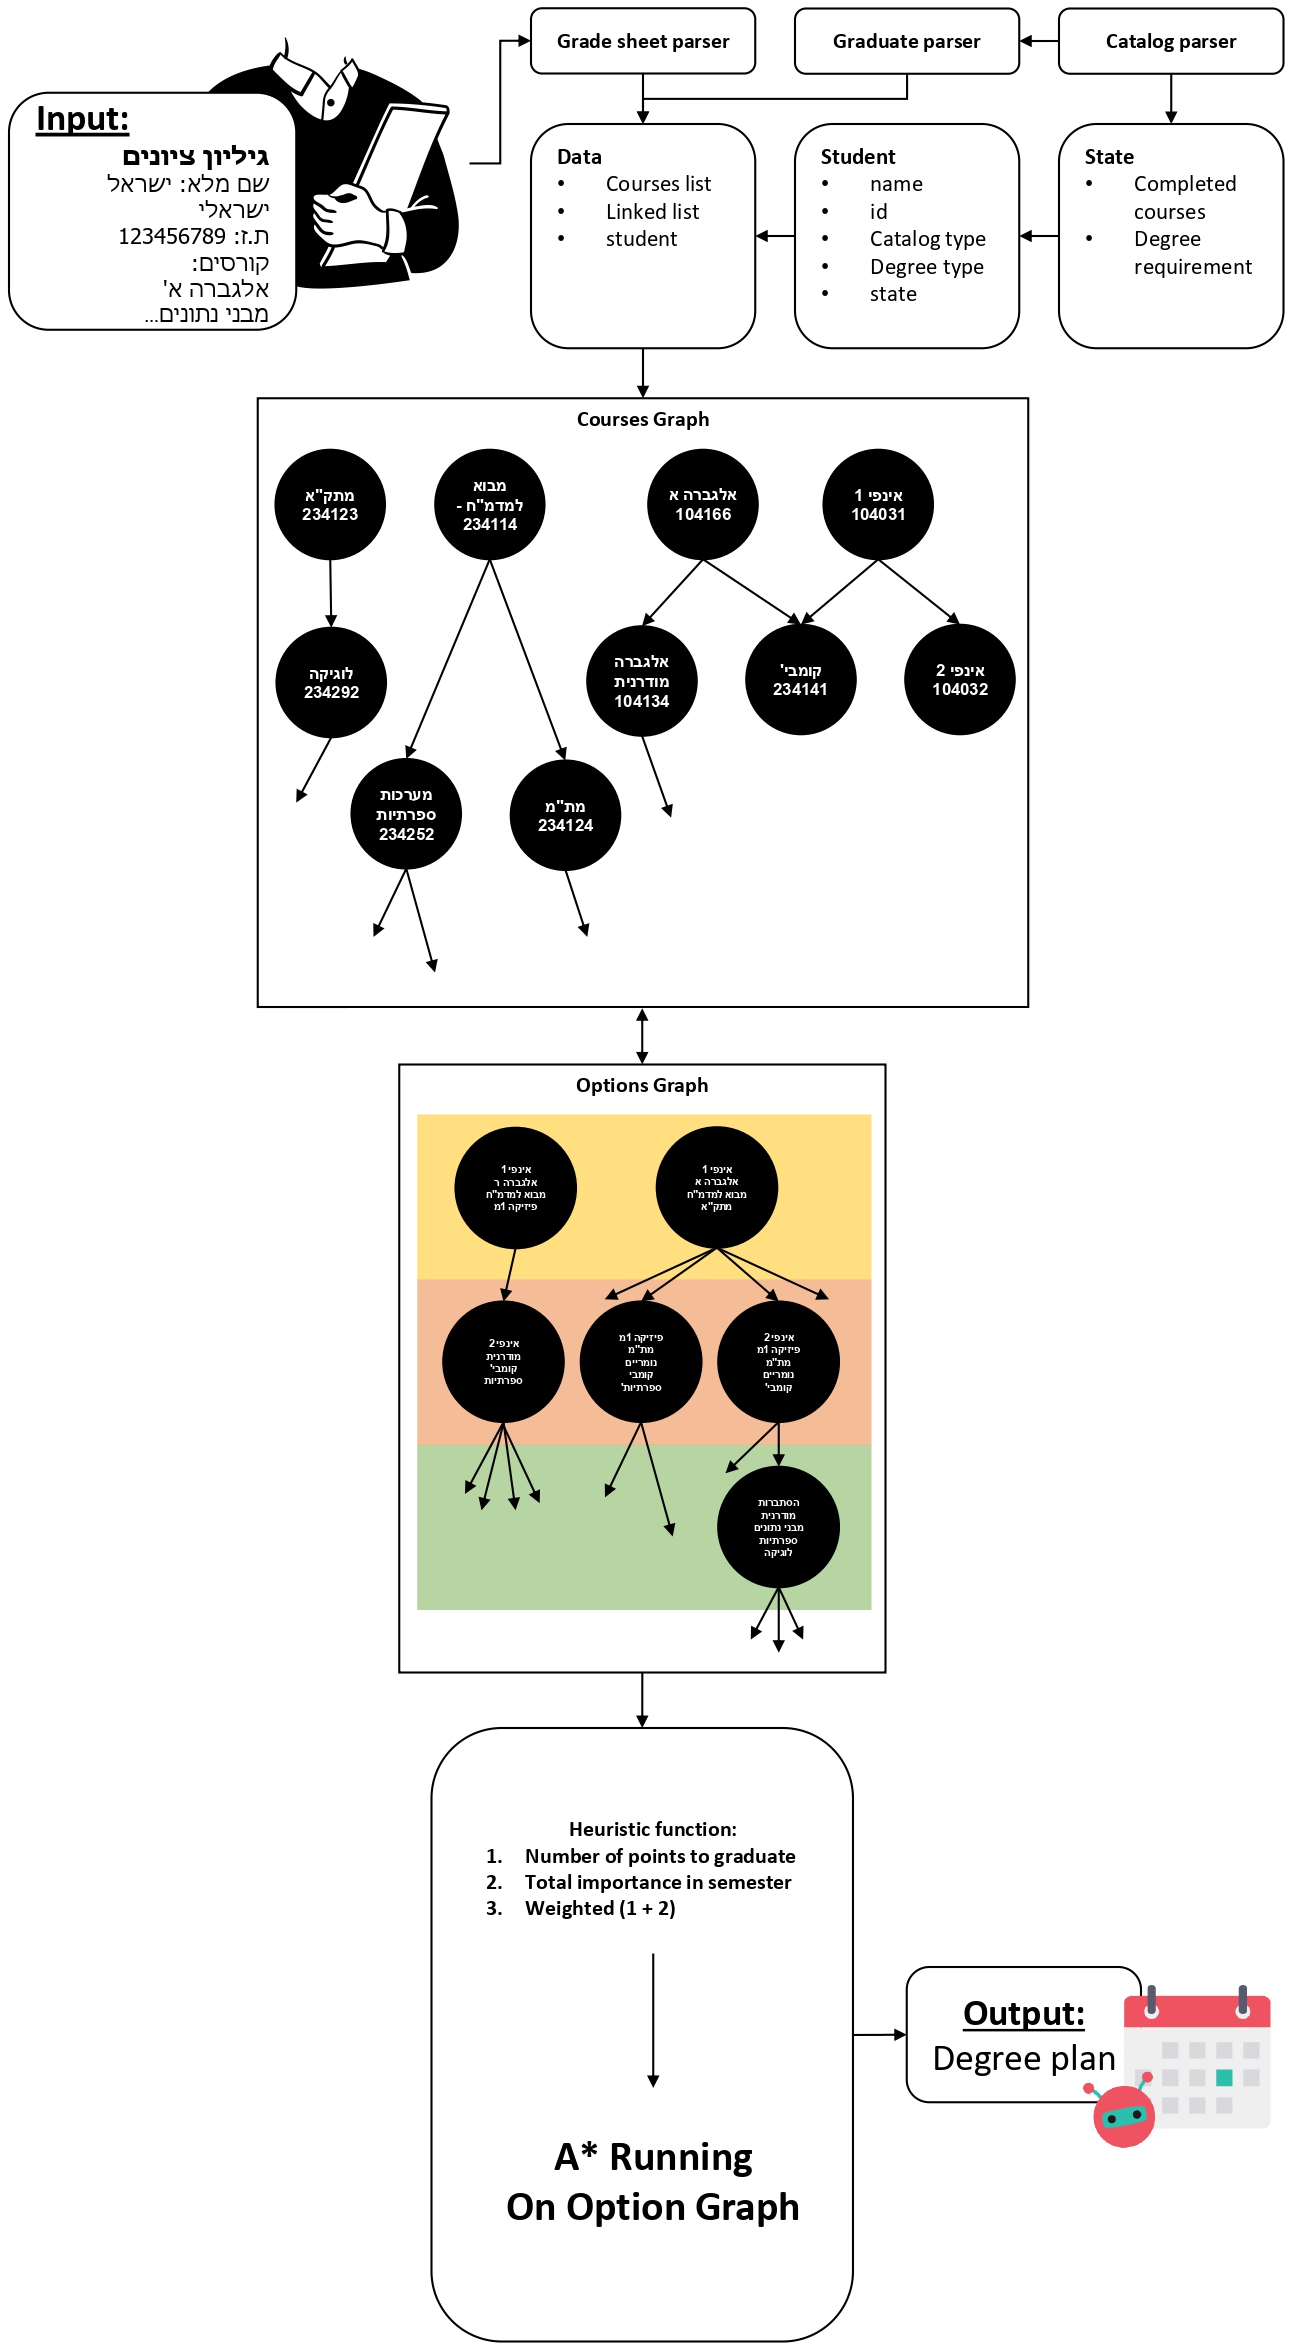 Input:
גיליון ציונים
שם מלא: ישראל
ישראלי
ת.ז: 123456789
קורסים:
אלגברה א'
מבני נתונים...
Grade sheet parser
Graduate parser
Catalog parser
Data
• Courses list
• Linked list
• student
Student
• name
• id
• Catalog type
• Degree type
• state
State
• Completed
courses
• Degree
requirement
Courses Graph
מתק"א
234123
מבוא
למדמ"ח -
234114
אלגברה א
104166
אינפי 1
104031
לוגיקה
234292
אלגברה
מודרנית
104134
קומבי'
234141
אינפי 2
104032
מערכות
ספרתיות
234252
מת"מ
234124
Options Graph
אינפי 1
אלגברה ר
מבוא למדמ"ח
פיזיקה 1מ
אינפי 1
אלגברה א
מבוא למדמ"ח
מתק"א
אינפי 2
מודרנית
קומבי'
ספרתיות
פיזיקה 1מ
מת"מ
נומריים
קומבי
ספרתיות'
אינפי 2
פיזיקה 1מ
מת"מ
נומריים
קומבי'
הסתברות
מודרנית
מבני נתונים
ספרתיות
לוגיקה
Heuristic function:
1. Number of points to graduate
2. Total importance in semester
3. Weighted (1 + 2)
A* Running
On Option Graph
Output:
Degree plan